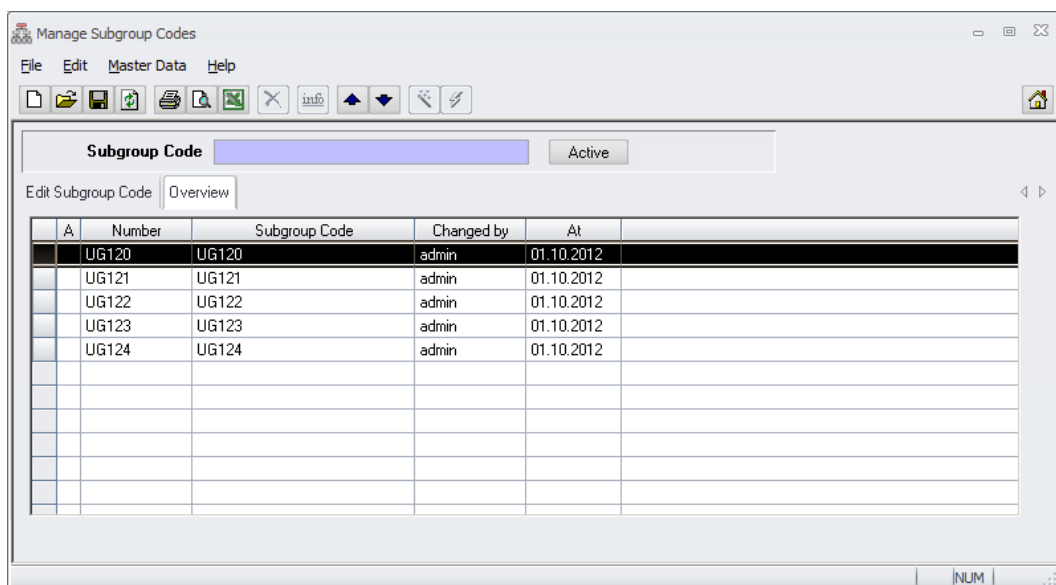 Manage Subgroup Codes
File Edit Master Data Help
info
Subgroup Code Active
Edit Subgroup Code Overview
A Number Subgroup Code Changed by At
UG120 UG120 admin 01.10.2012
UG121 UG121 admin 01.10.2012
UG122 UG122 admin 01.10.2012
UG123 UG123 admin 01.10.2012
UG124 UG124 admin 01.10.2012
NUM